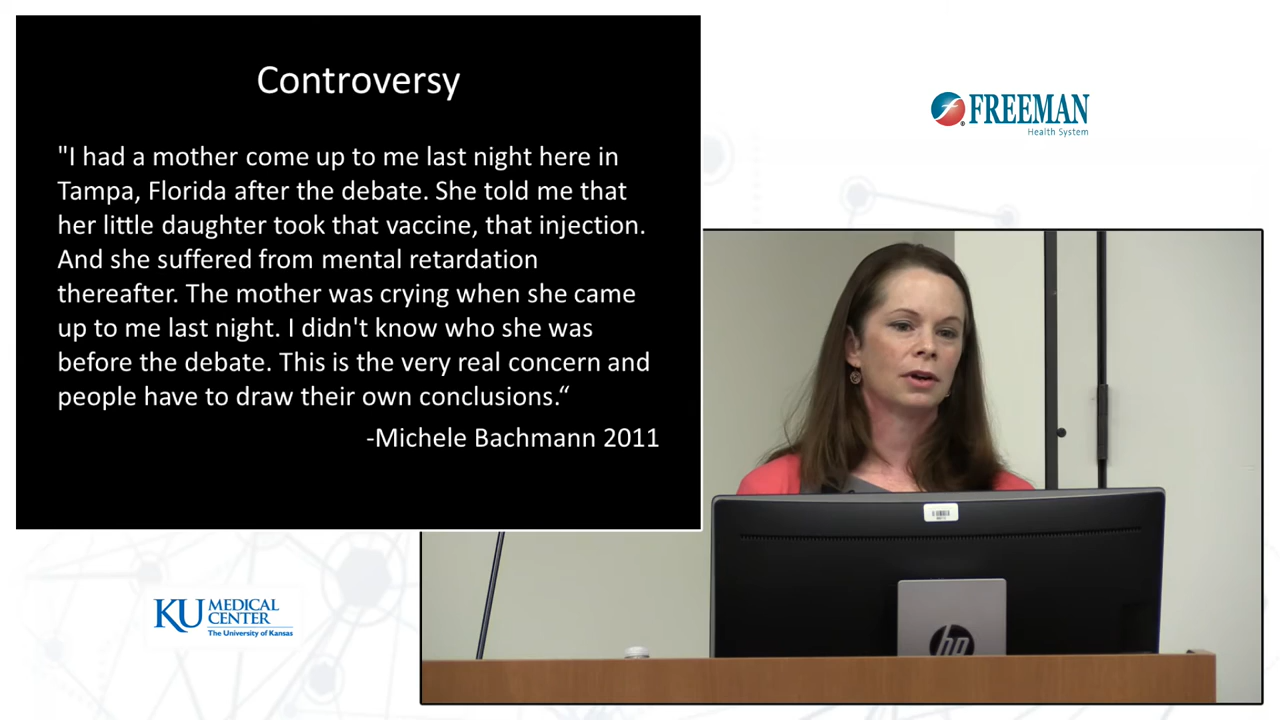 Controversy
"I had a mother come up to me last night here in
Tampa, Florida after the debate. She told me that
her little daughter took that vaccine, that injection.
And she suffered from mental retardation
thereafter. The mother was crying when she came
up to me last night. I didn't know who she was
before the debate. This is the very real concern and
people have to draw their own conclusions.“
-Michele Bachmann 2011
FREEMAN
Health System
hp
KU MEDICAL
CENTER
The University of Kansas